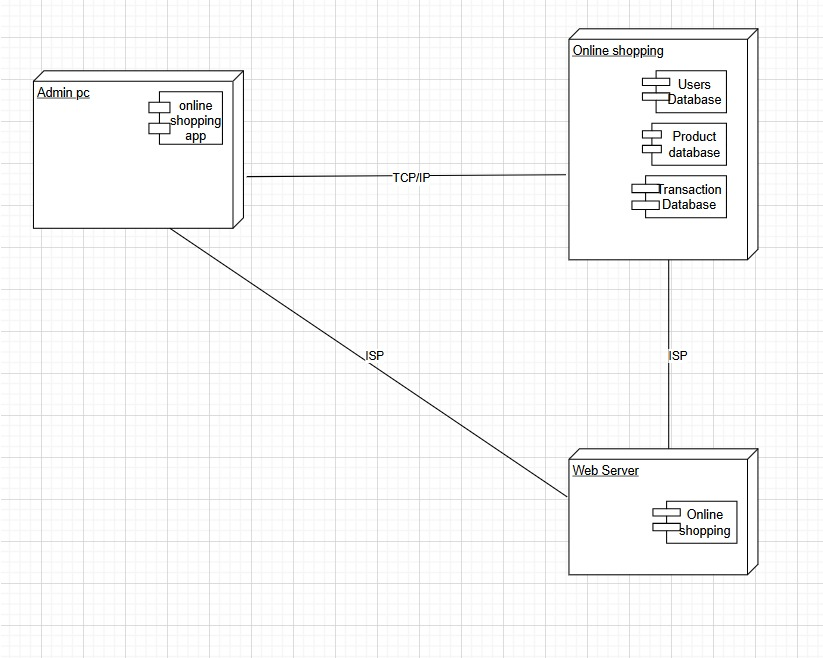 Admin pc
online
shopping
app
Online shopping
Users
Database
Product
database
Transaction
Database
TCP/IP
ISP
ISP
Web Server
Online
shopping